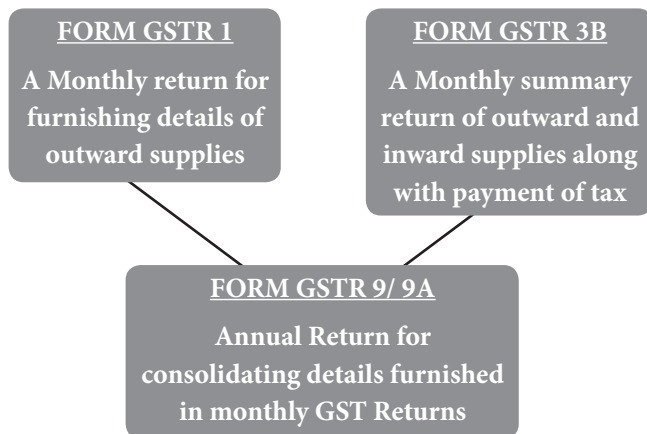 FORM GSTR 1
A Monthly return for
furnishing details of
outward supplies
FORM GSTR 3B
A Monthly summary
return of outward and
inward supplies along
with payment of tax
FORM GSTR 9/ 9A
Annual Return for
consolidating details furnished
in monthly GST Returns